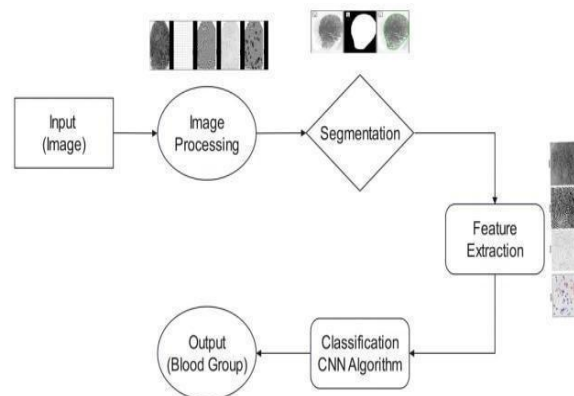 Input
(Image)
Image
Processing
Segmentation
Feature
Extraction
Classification
CNN Algorithm
Output
(Blood Group)